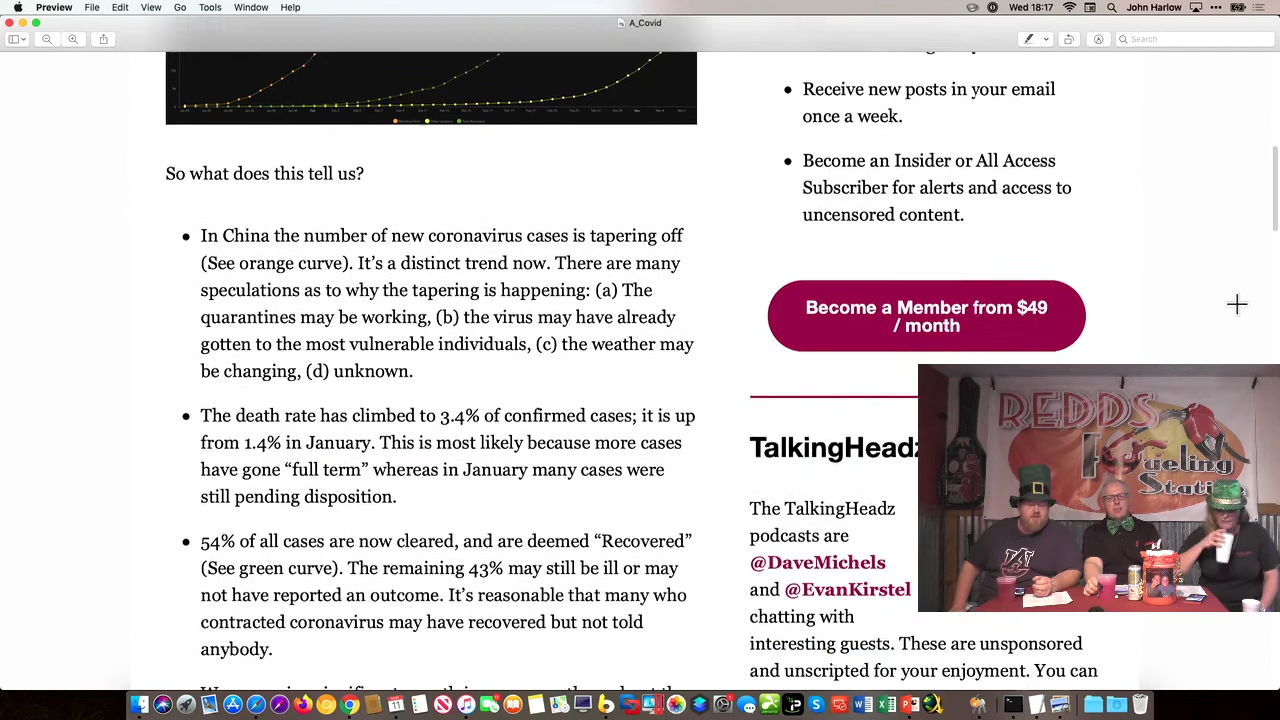 Preview File Edit View Go Tools Window Help
Wed 18:17 John Harlow
A_Covid
Search
So what does this tell us?
In China the number of new coronavirus cases is tapering off
(See orange curve). It’s a distinct trend now. There are many
speculations as to why the tapering is happening: (a) The
quarantines may be working, (b) the virus may have already
gotten to the most vulnerable individuals, (c) the weather may
be changing, (d) unknown.
The death rate has climbed to 3.4% of confirmed cases; it is up
from 1.4% in January. This is most likely because more cases
have gone “full term” whereas in January many cases were
still pending disposition.
54% of all cases are now cleared, and are deemed “Recovered”
(See green curve). The remaining 43% may still be ill or may
not have reported an outcome. It’s reasonable that many who
contracted coronavirus may have recovered but not told
anybody.
Receive new posts in your email
once a week.
Become an Insider or All Access
Subscriber for alerts and access to
uncensored content.
Become a Member from $49
/ month
TalkingHeadz
The TalkingHeadz
podcasts are
@DaveMichels
and @EvanKirstel
chatting with
interesting guests. These are unsponsored
and unscripted for your enjoyment. You can
REDDS
Fueling
Station